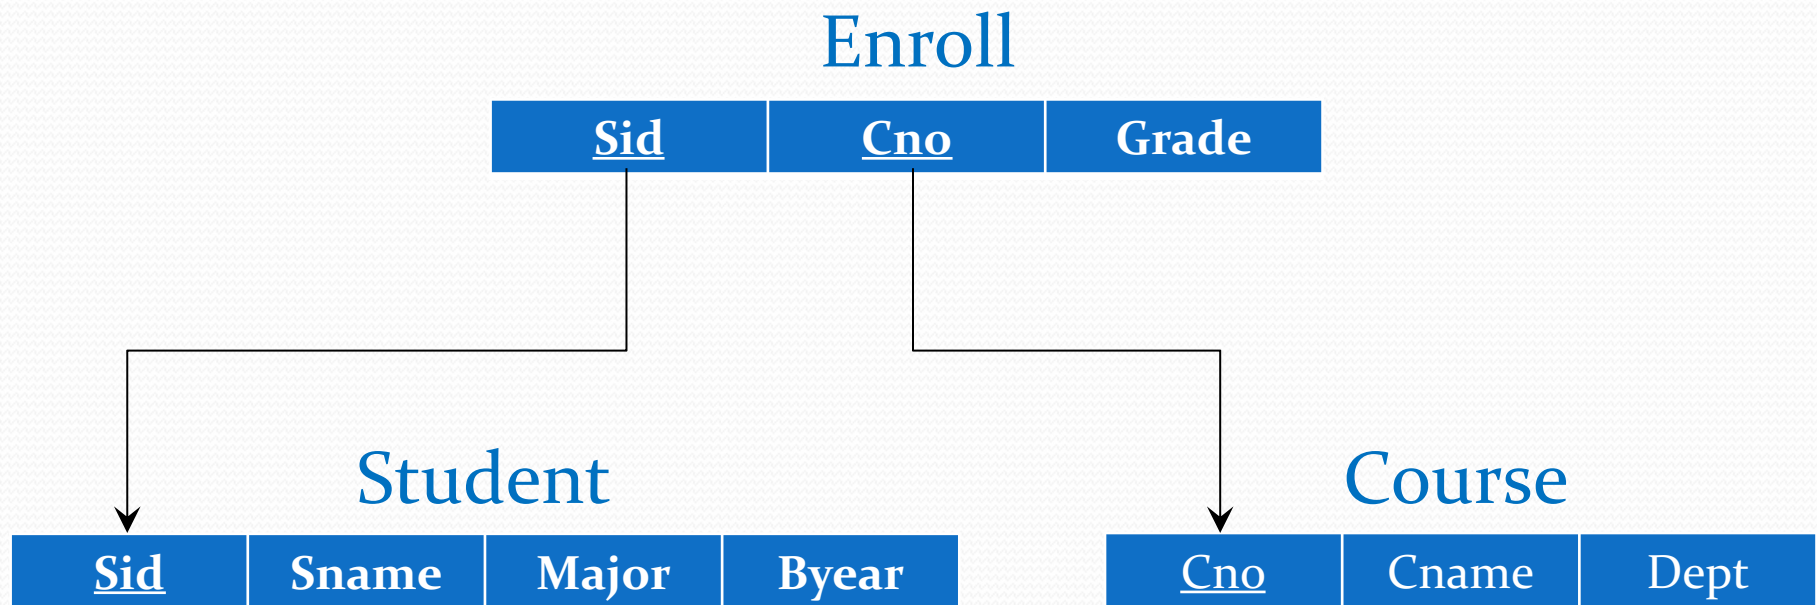 Enroll
Sid Cno Grade
Student
Course
Sid Sname Major Byear
Cno Cname Dept